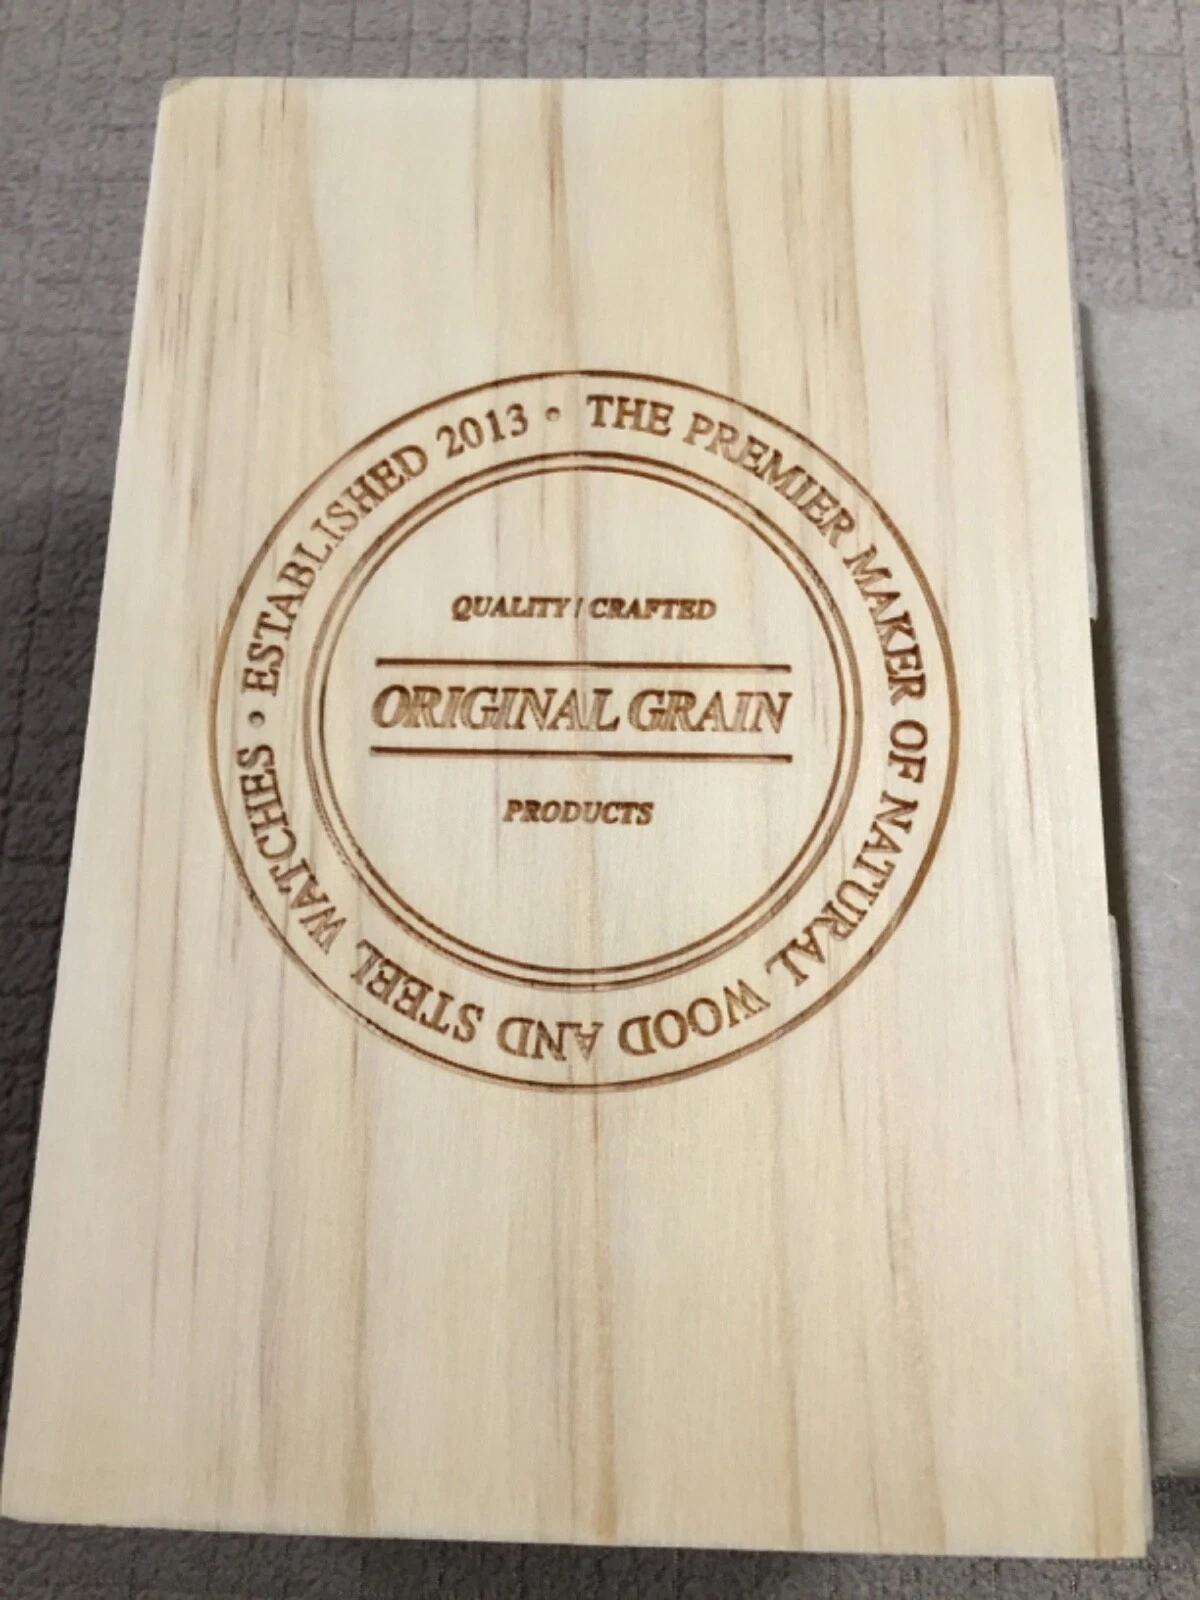 THE PREMIER MAKER OF NATURAL WOOD AND STEEL WATCHES • ESTABLISHED 2013 •
QUALITY / CRAFTED
ORIGINAL GRAIN
PRODUCTS